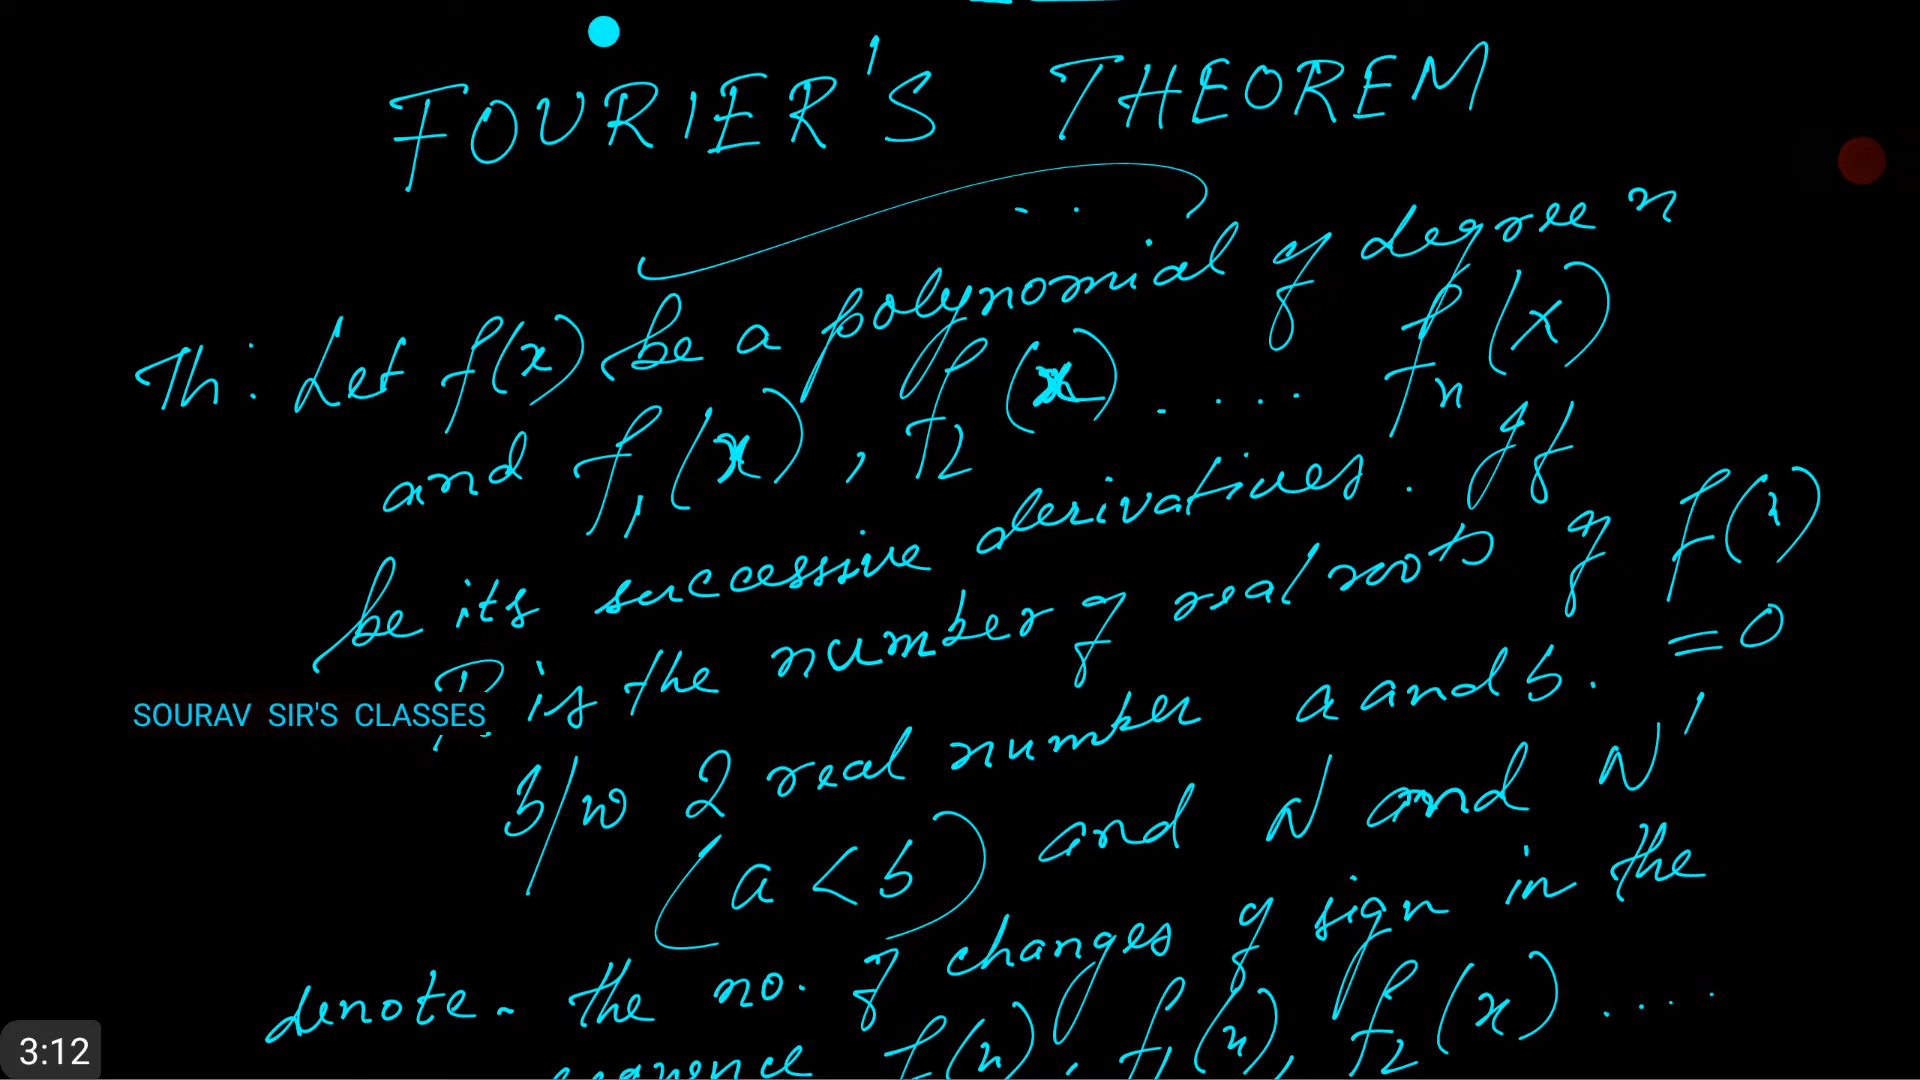 FOURIER'S THEOREM
Th: Let f(x) be a polynomial of degree n
and f₁(x), f₂(x) ..... fₙ(x)
be its successive derivatives. If
R is the number of real roots of f(x)
= 0
b/w 2 real number a and b.
(a < b) and N and N'
denote - the no. of changes of sign in the
sequence f(x), f₁(x), f₂(x) ....
SOURAV SIR'S CLASSES
3:12